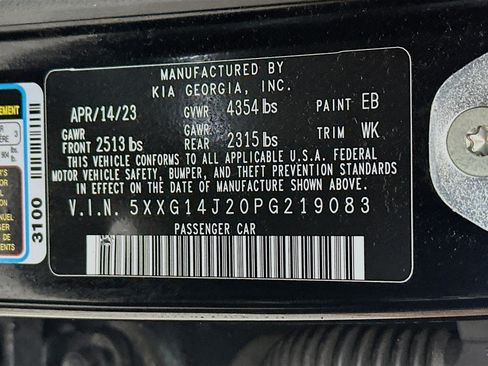 MANUFACTURED BY
KIA GEORGIA, INC.
APR/14/23 GVWR 4354 lbs PAINT EB
GAWR FRONT 2513 lbs GAWR REAR 2315 lbs TRIM WK
THIS VEHICLE CONFORMS TO ALL APPLICABLE U.S.A. FEDERAL
MOTOR VEHICLE SAFETY, BUMPER, AND THEFT PREVENTION STANDARDS
IN EFFECT ON THE DATE OF MANUFACTURE SHOWN ABOVE.
V.I.N. 5XXG14J20PG219083
PASSENGER CAR
3100